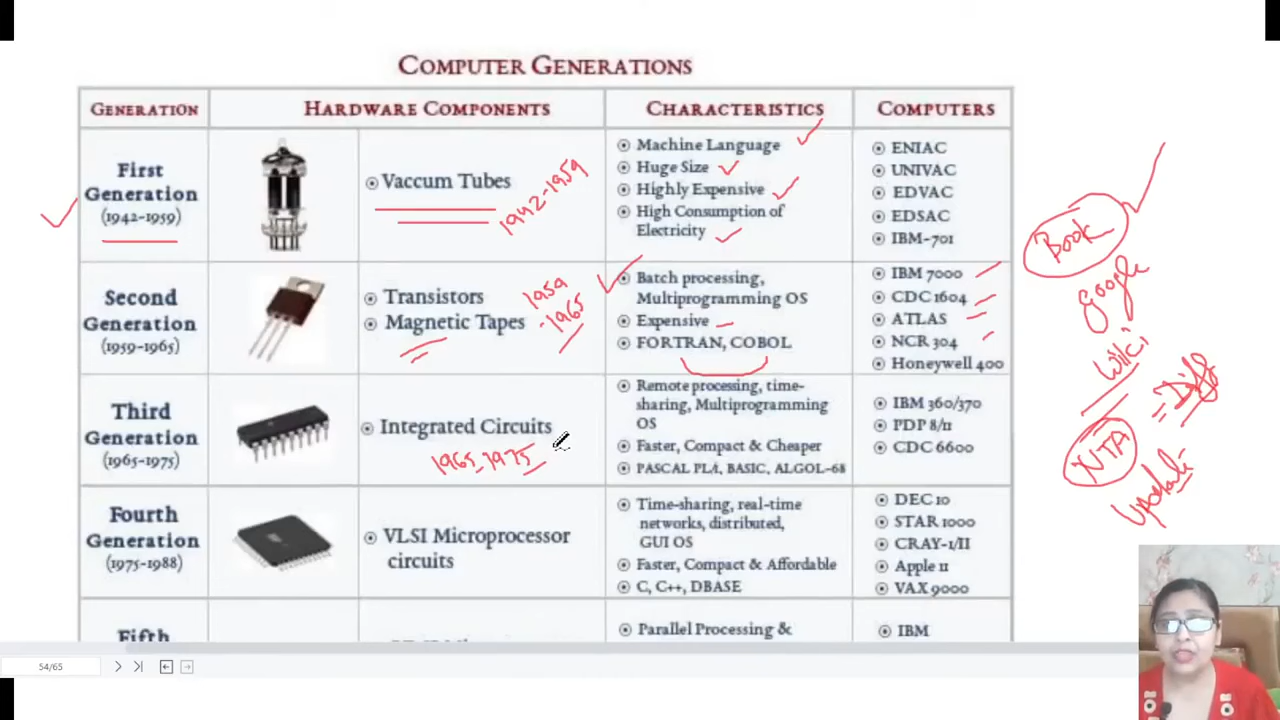 COMPUTER GENERATIONS
GENERATION
HARDWARE COMPONENTS
CHARACTERISTICS
COMPUTERS
First
Generation
(1942-1959)
Vaccum Tubes
1942-1959
Machine Language
Huge Size
Highly Expensive
High Consumption of
Electricity
ENIAC
UNIVAC
EDVAC
EDSAC
IBM-701
Second
Generation
(1959-1965)
Transistors
Magnetic Tapes
1959
-1965
Batch processing,
Multiprogramming OS
Expensive
FORTRAN, COBOL
IBM 7000
CDC 1604
ATLAS
NCR 304
Honeywell 400
Third
Generation
(1965-1975)
Integrated Circuits
1965-1975
Remote processing, time-
sharing, Multiprogramming
OS
Faster, Compact & Cheaper
PASCAL PL/1, BASIC, ALGOL-68
IBM 360/370
PDP 8/11
CDC 6600
Fourth
Generation
(1975-1988)
VLSI Microprocessor
circuits
Time-sharing, real-time
networks, distributed,
GUI OS
Faster, Compact & Affordable
C, C++, DBASE
DEC 10
STAR 1000
CRAY-1/II
Apple 11
VAX 9000
Fifth
Parallel Processing &
IBM
Book
Google
Wiki
= Diff
NTA
update
54/65